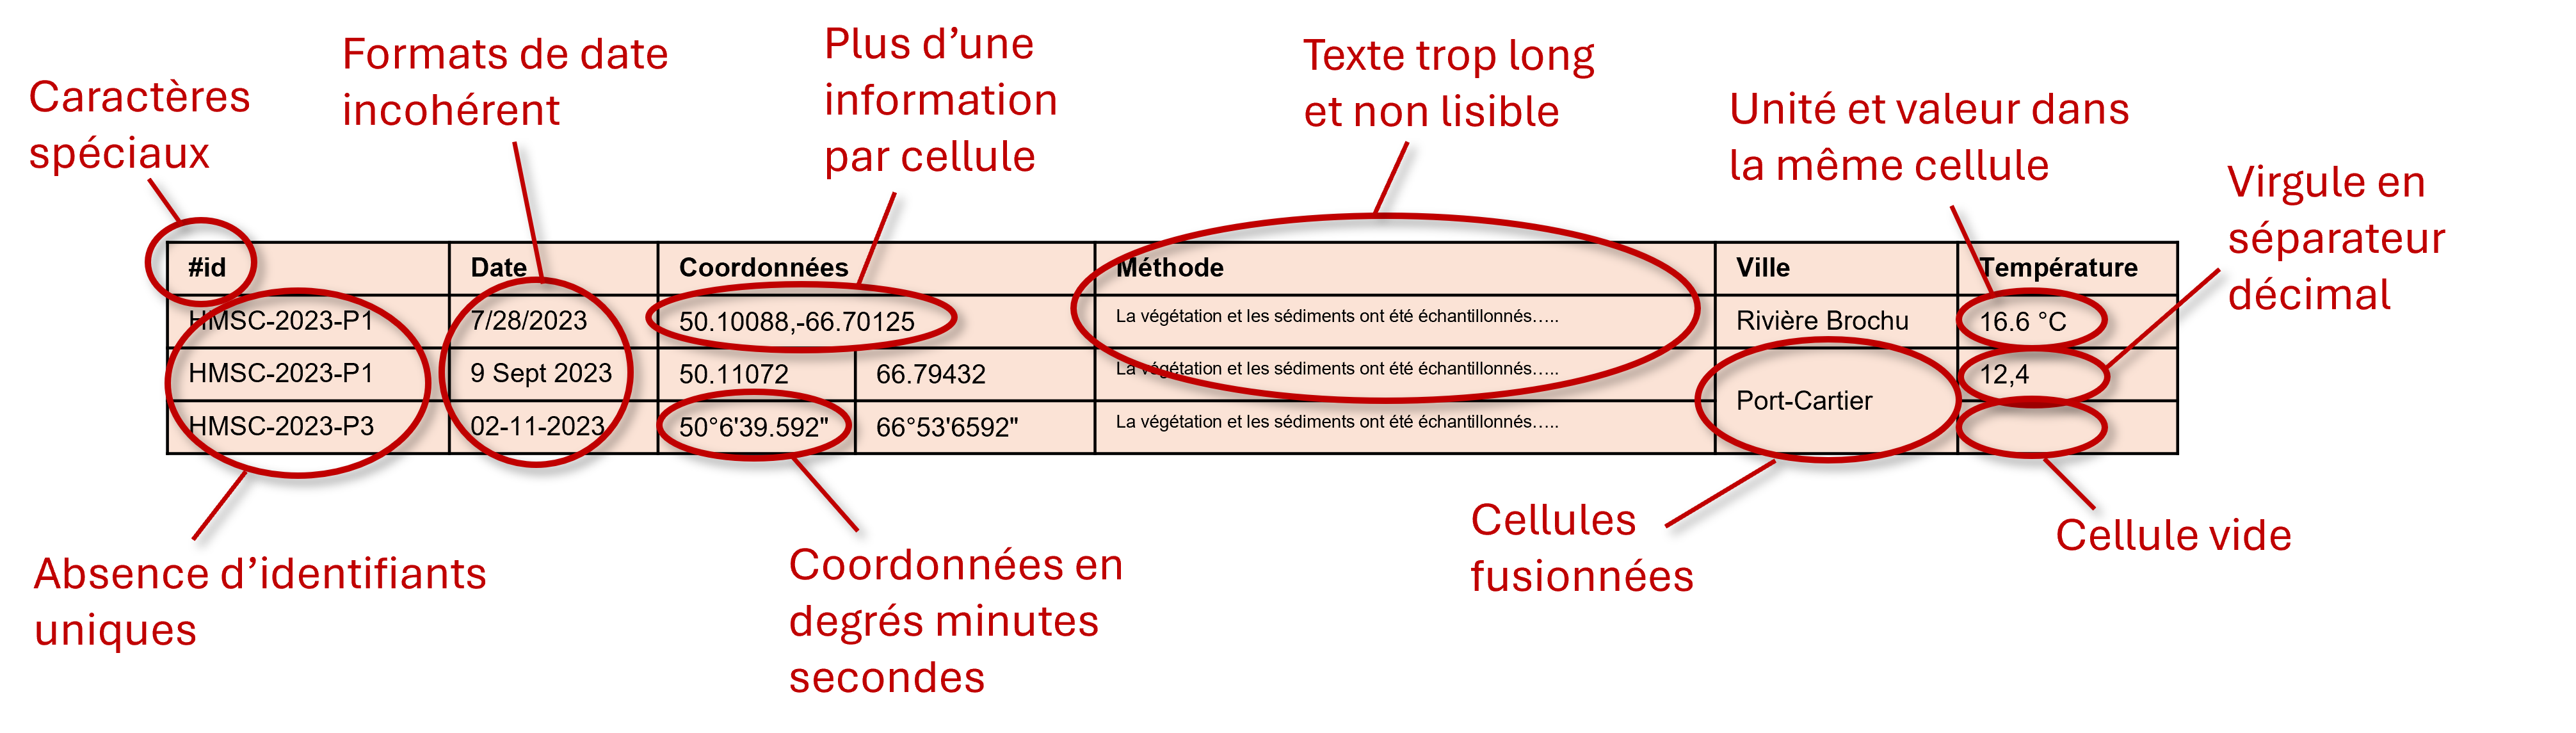 Caractères
spéciaux
Formats de date
incohérent
Plus d’une
information
par cellule
Texte trop long
et non lisible
Unité et valeur dans
la même cellule
Virgule en
séparateur
décimal
#id Date Coordonnées Méthode Ville Température
HMSC-2023-P1 7/28/2023 50.10088,-66.70125 La végétation et les sédiments ont été échantillonnés..... Rivière Brochu 16.6 °C
HMSC-2023-P1 9 Sept 2023 50.11072 66.79432 La végétation et les sédiments ont été échantillonnés..... Port-Cartier 12,4
HMSC-2023-P3 02-11-2023 50°6'39.592" 66°53'6592" La végétation et les sédiments ont été échantillonnés.....
Absence d’identifiants
uniques
Coordonnées en
degrés minutes
secondes
Cellules
fusionnées
Cellule vide